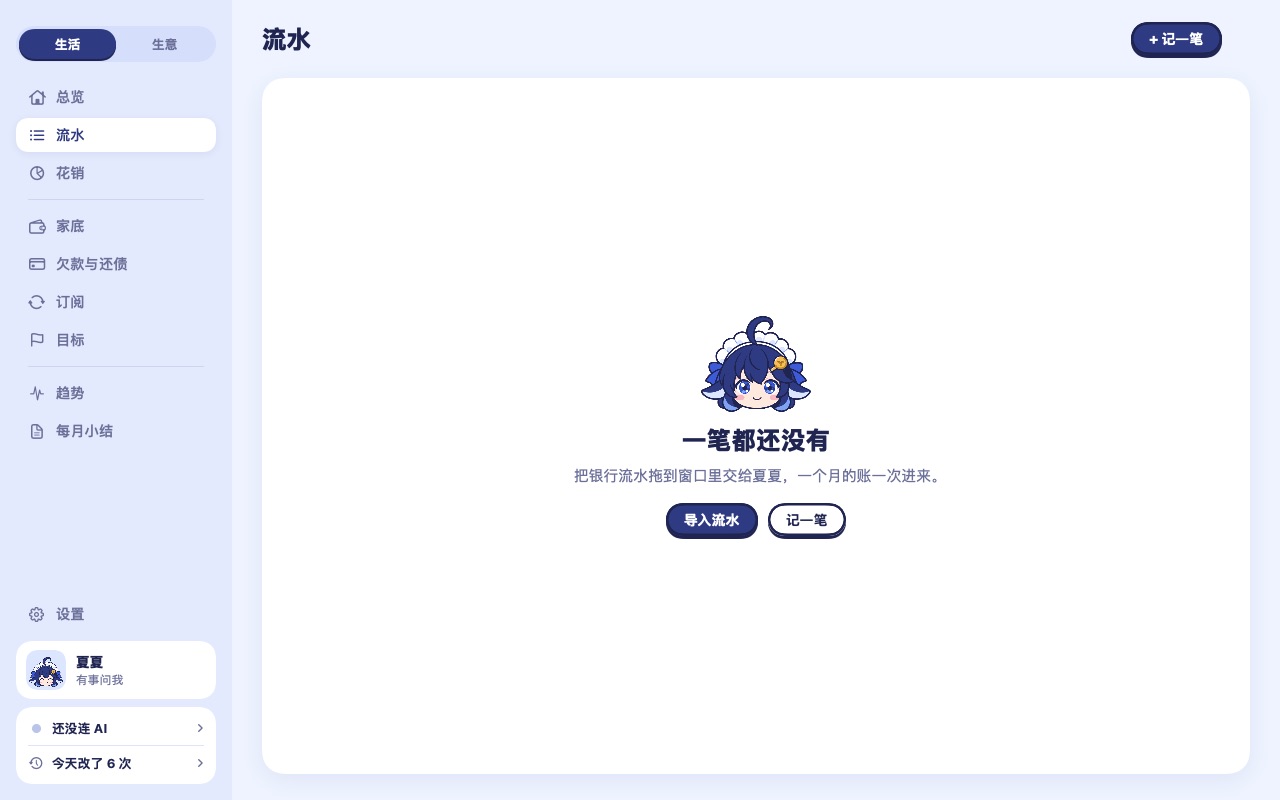 生活
生意
总览
流水
花销
家底
欠款与还债
订阅
目标
趋势
每月小结
设置
夏夏
有事问我
还没连 AI
今天改了 6 次
流水
+ 记一笔
一笔都还没有
把银行流水拖到窗口里交给夏夏，一个月的账一次进来。
导入流水
记一笔